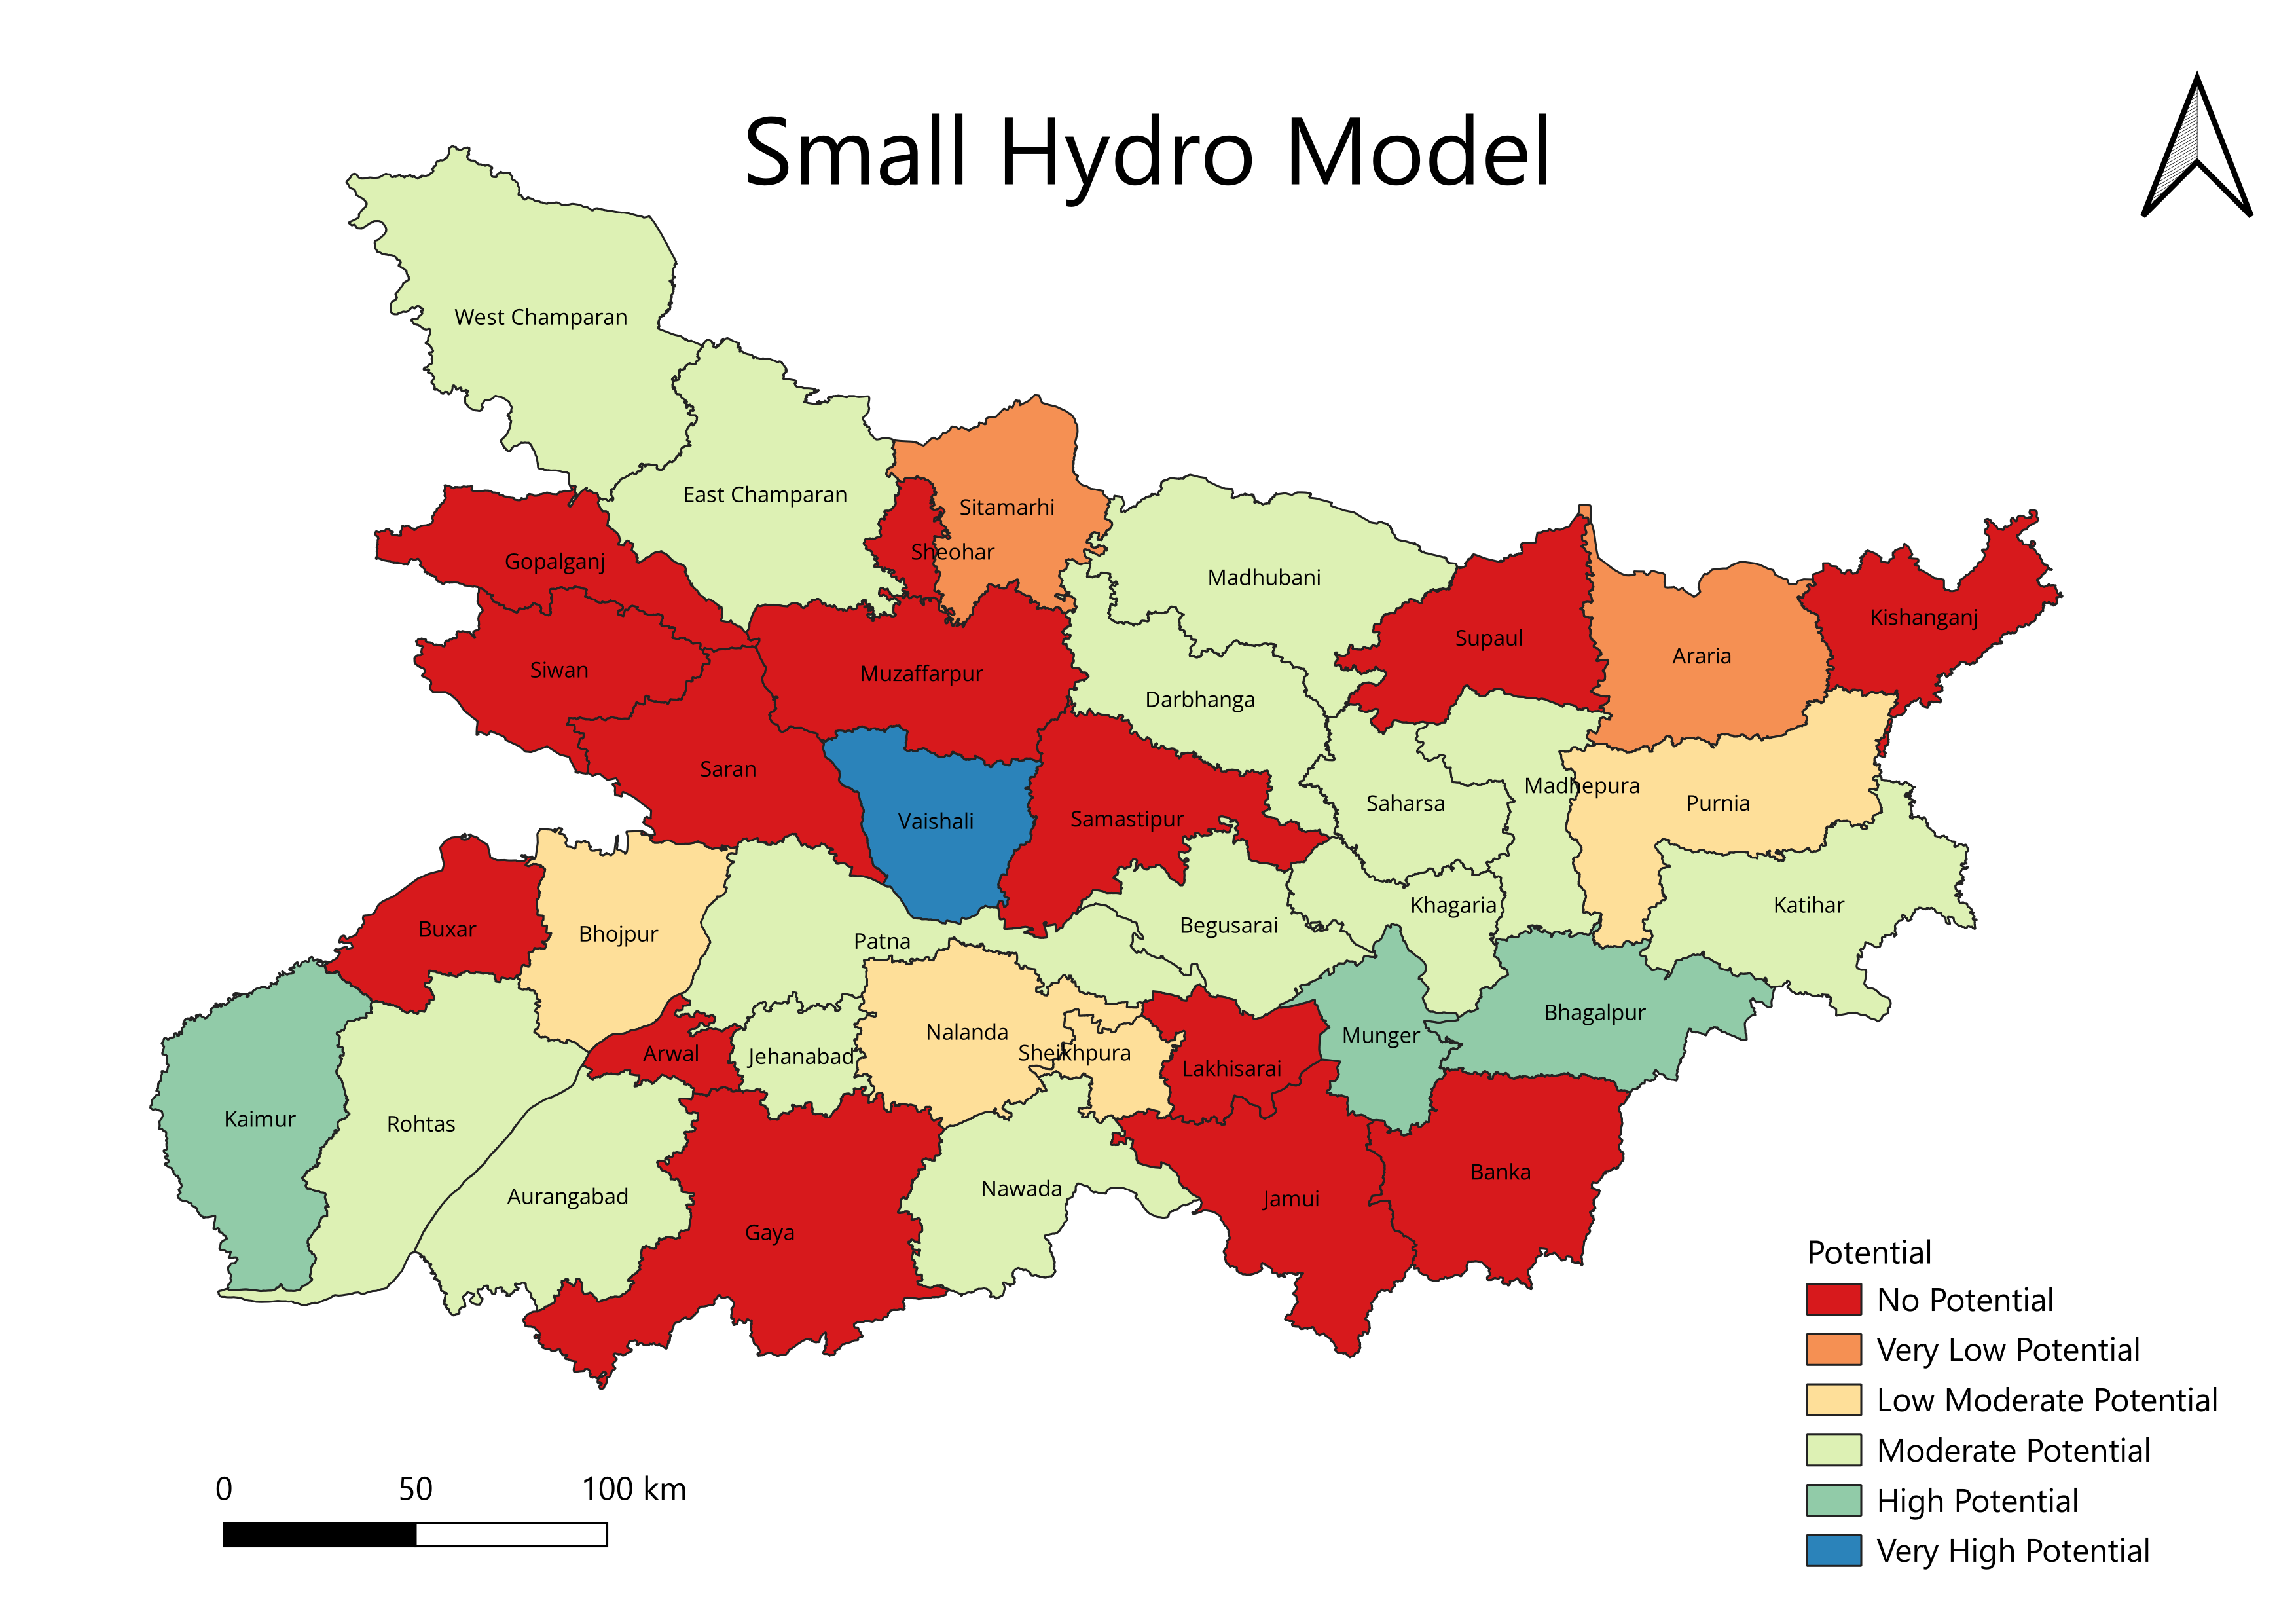 Small Hydro Model
West Champaran
East Champaran
Sitamarhi
Sheohar
Gopalganj
Madhubani
Kishanganj
Supaul
Araria
Siwan
Muzaffarpur
Darbhanga
Saran
Madhepura
Saharsa
Purnia
Vaishali
Samastipur
Khagaria
Katihar
Begusarai
Buxar
Bhojpur
Patna
Bhagalpur
Nalanda
Munger
Sheikhpura
Arwal
Jehanabad
Lakhisarai
Kaimur
Rohtas
Banka
Nawada
Aurangabad
Jamui
Gaya
Potential
No Potential
Very Low Potential
Low Moderate Potential
Moderate Potential
High Potential
Very High Potential
0 50 100 km